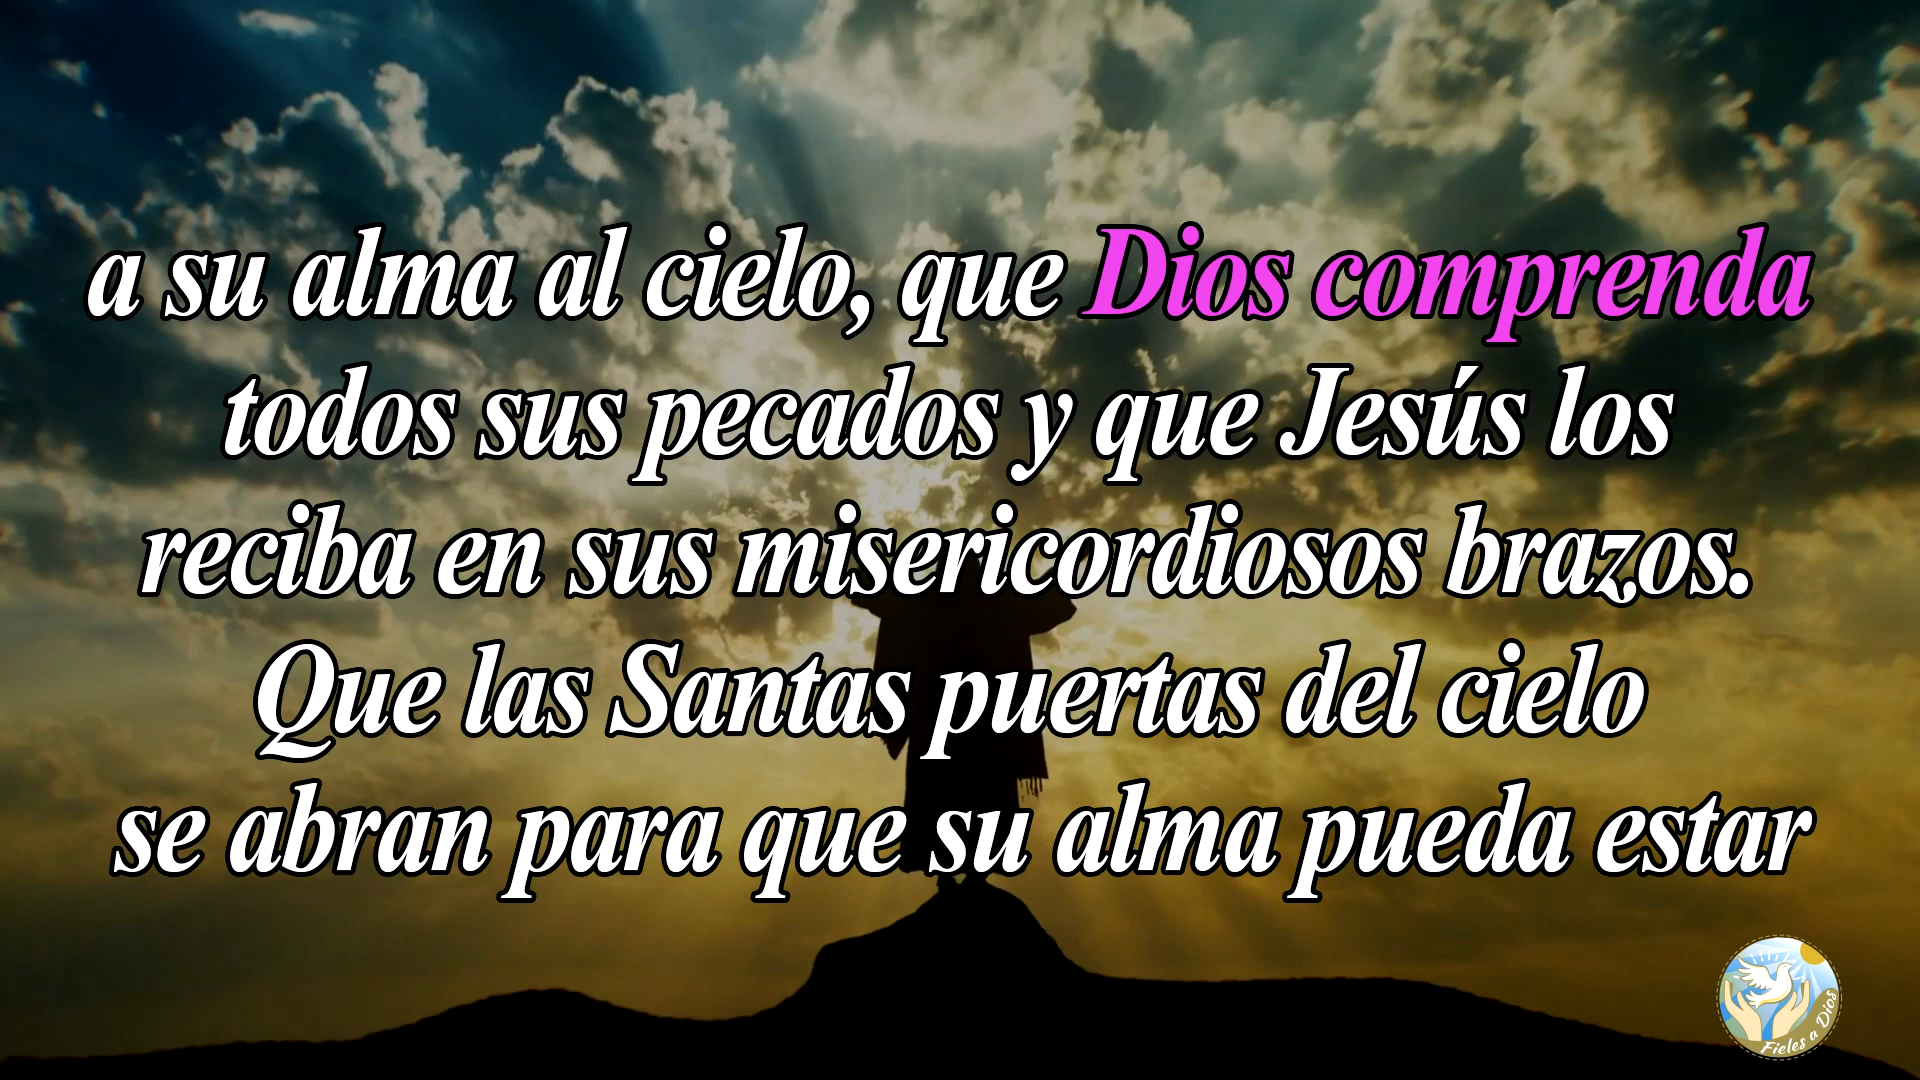 a su alma al cielo, que Dios comprenda
todos sus pecados y que Jesús los
reciba en sus misericordiosos brazos.
Que las Santas puertas del cielo
se abran para que su alma pueda estar
Fieles a Dios